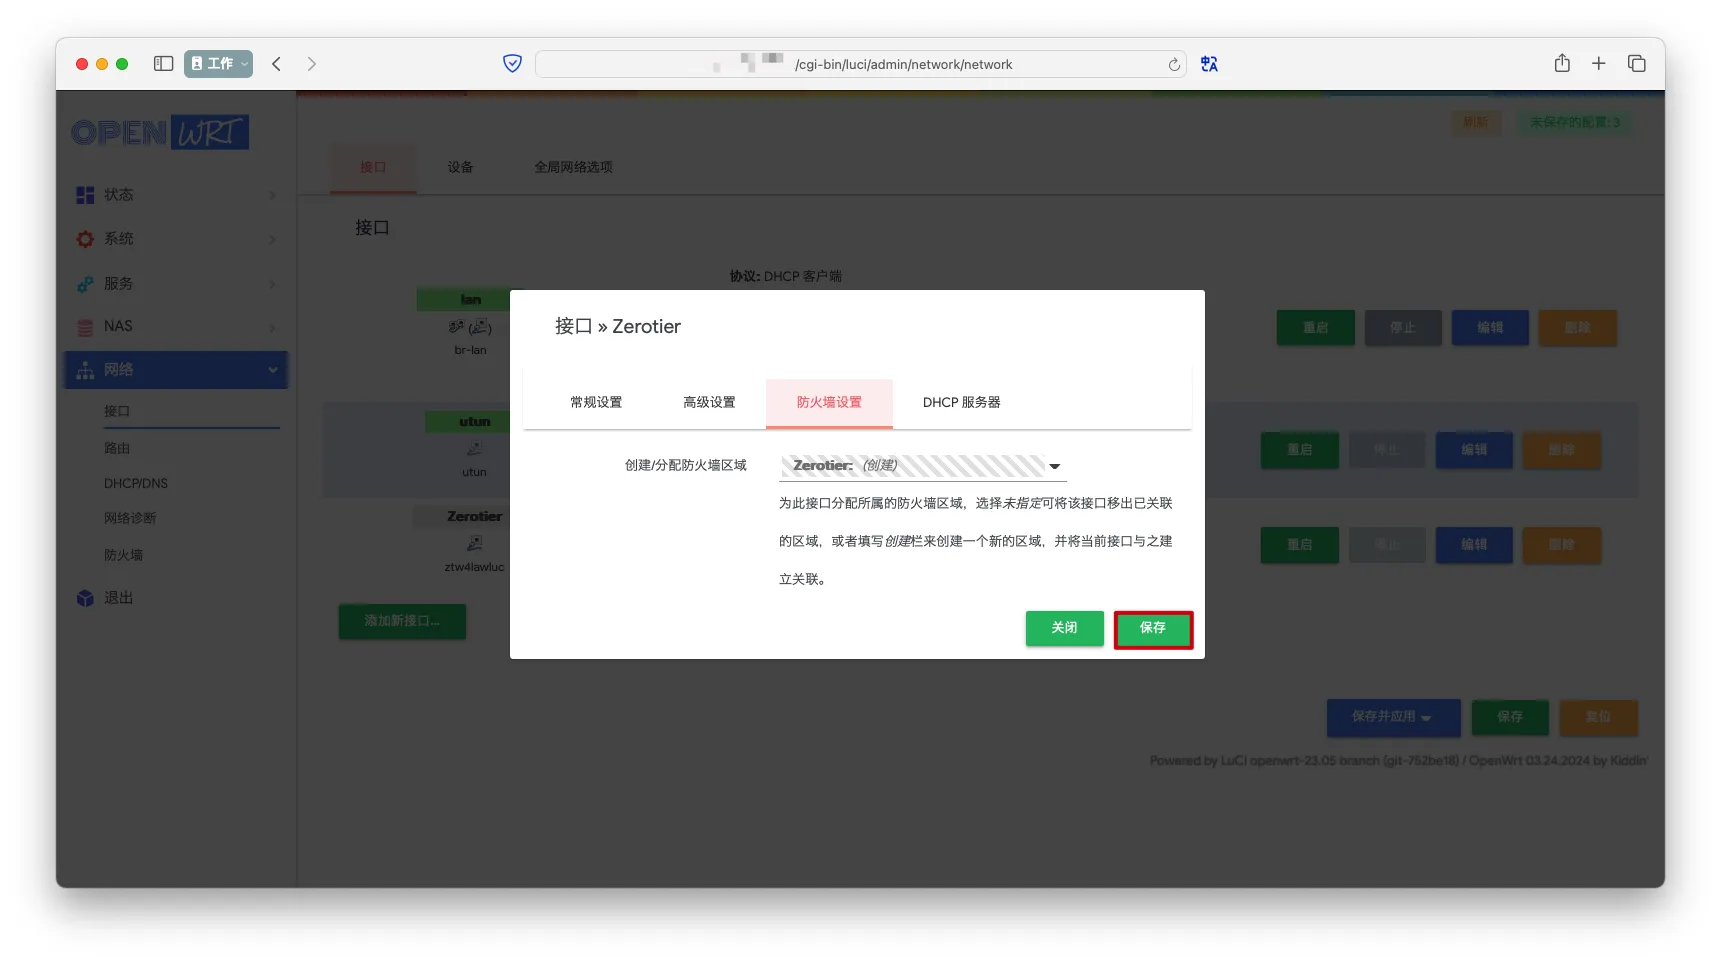 工作
/cgi-bin/luci/admin/network/network
OPENWRT
刷新
未保存的配置: 3
接口
设备
全局网络选项
状态
系统
服务
NAS
网络
接口
路由
DHCP/DNS
网络诊断
防火墙
退出
接口
协议: DHCP 客户端
lan
br-lan
重启
停止
编辑
删除
utun
utun
重启
停止
编辑
删除
Zerotier
ztw4lawluc
重启
停止
编辑
删除
添加新接口...
接口 » Zerotier
常规设置
高级设置
防火墙设置
DHCP 服务器
创建/分配防火墙区域
Zerotier: (创建)
为此接口分配所属的防火墙区域，选择未指定可将该接口移出已关联
的区域，或者填写创建栏来创建一个新的区域，并将当前接口与之建
立关联。
关闭
保存
保存并应用
保存
复位
Powered by LuCI openwrt-23.05 branch (git-752be18) / OpenWrt 03.24.2024 by Kiddin'